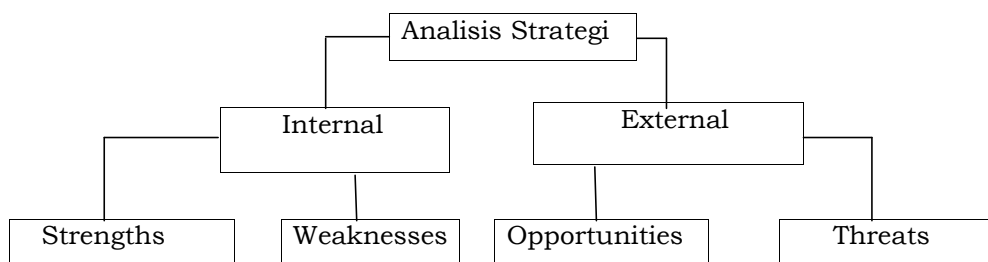 Analisis Strategi
Internal
External
Strengths
Weaknesses
Opportunities
Threats